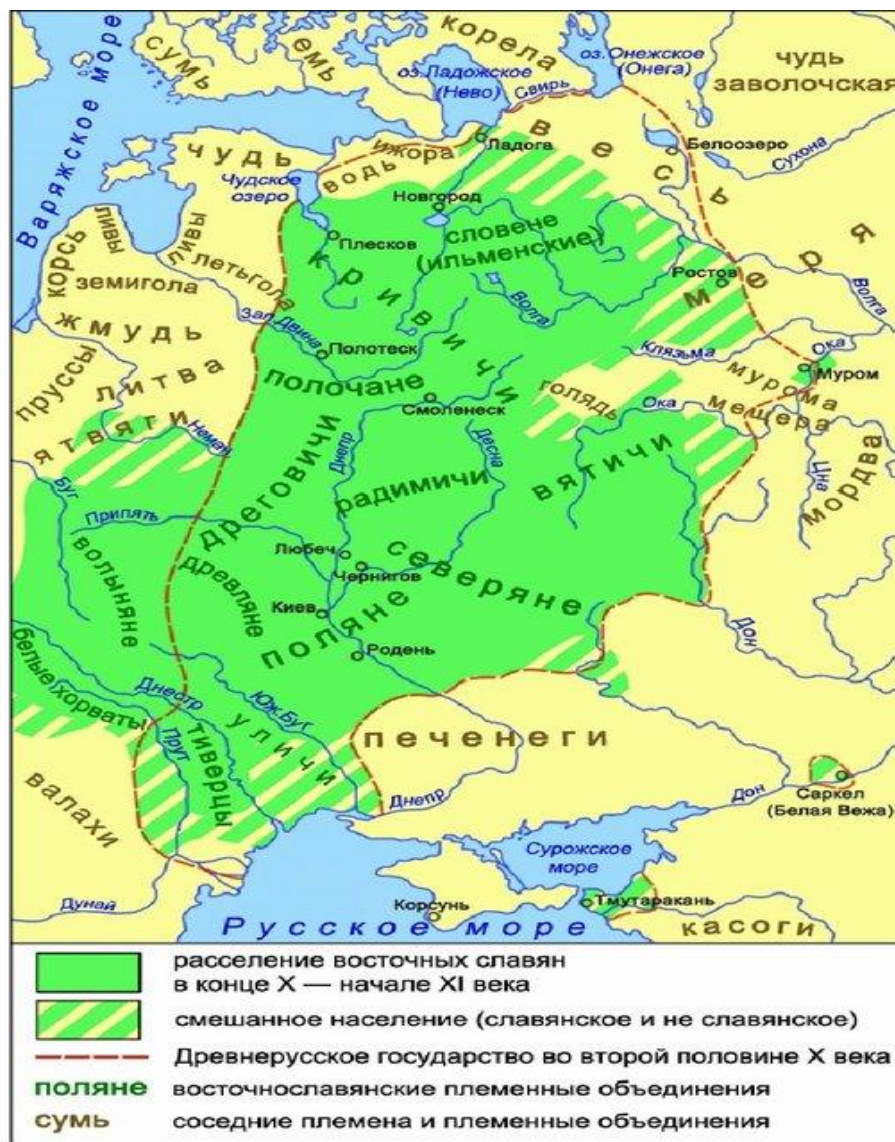 Варяжское море
сумь
емь
корела
оз. Ладожское
(Нево)
Свирь
оз. Онежское
(Онега)
чудь
заволочская
чудь
Чудское
озеро
водь
ижора
Ладога
весь
Белоозеро
Сухона
Новгород
словене
(ильменские)
Плесков
кривичи
ливы
ливы
корсь
летьгола
земигола
жмудь
Зап. Двина
Полотеск
полочане
Волга
Ростов
меря
Волга
Клязьма
Ока
Муром
мурома
мещера
голядь
Ока
Смоленеск
пруссы
литва
ятвяги
Неман
Буг
дреговичи
Днепр
Десна
радимичи
вятичи
Цна
мордва
Припять
Любеч
Чернигов
северяне
волыняне
древляне
Киев
поляне
Родень
Дон
белые хорваты
Днестр
Юж. Буг
уличи
тиверцы
Прут
печенеги
Днепр
валахи
Дунай
Дон
Саркел
(Белая Вежа)
Сурожское
море
Корсунь
Тмутаракань
Русское море
касоги
расселение восточных славян
в конце X — начале XI века
смешанное население (славянское и не славянское)
Древнерусское государство во второй половине X века
поляне восточнославянские племенные объединения
сумь соседние племена и племенные объединения